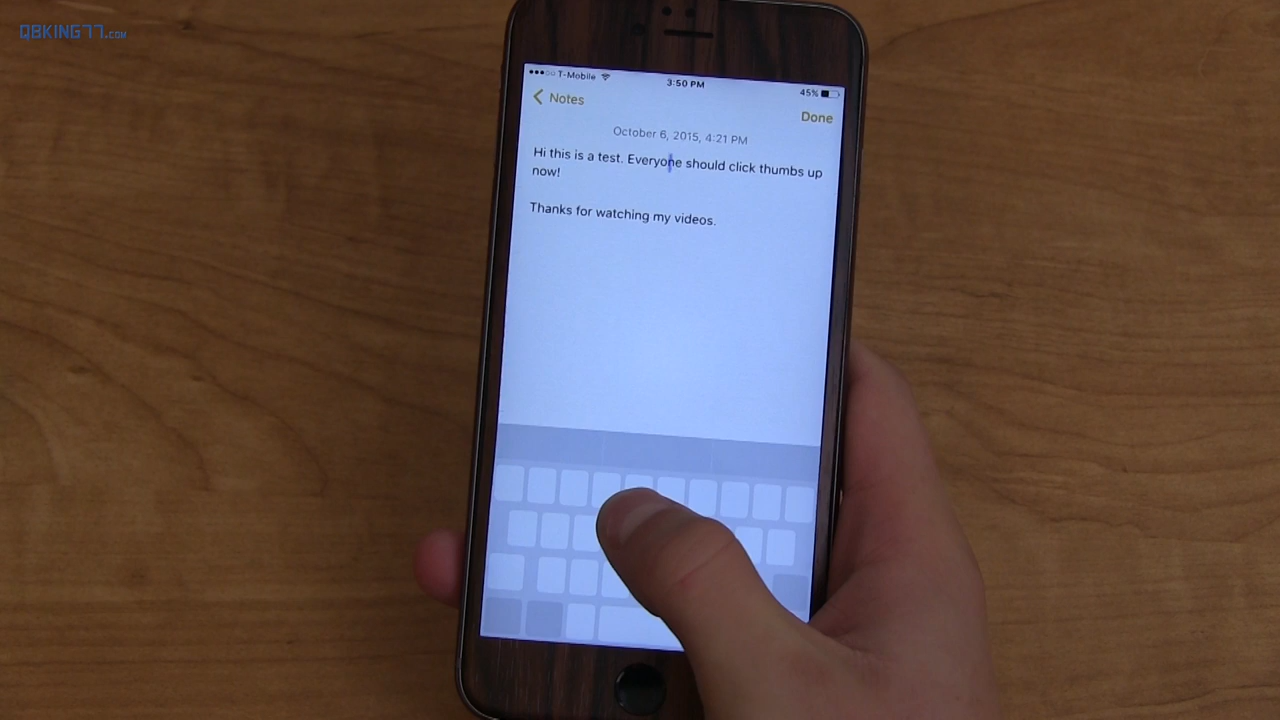 QBKING77.COM
T-Mobile 3:50 PM 45%
Notes Done
October 6, 2015, 4:21 PM
Hi this is a test. Everyone should click thumbs up
now!
Thanks for watching my videos.